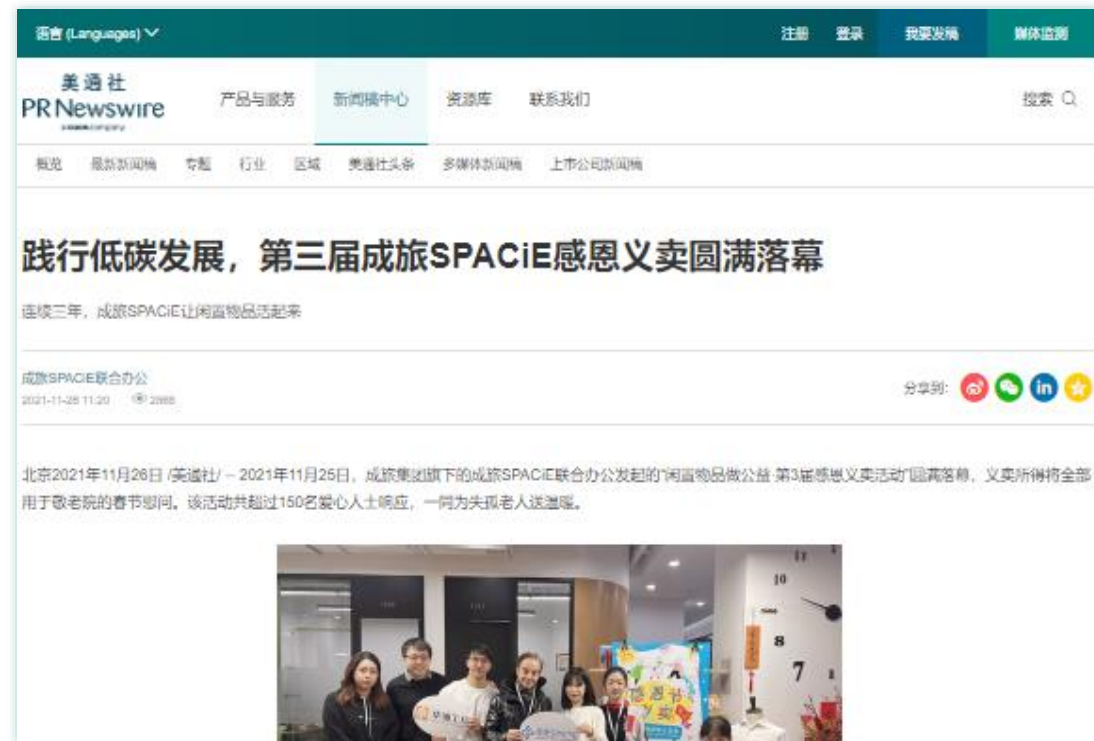 语言 (Languages)
注册 登录 我要发稿 媒体监测
美通社
PR Newswire
产品与服务 新闻稿中心 资源库 联系我们 搜索
概览 最新新闻稿 专题 行业 区域 美通社头条 多媒体新闻稿 上市公司新闻稿
践行低碳发展，第三届成旅SPACiE感恩义卖圆满落幕
连续三年，成旅SPACiE让闲置物品活起来
成旅SPACiE联合办公
分享到:
11:20
北京2021年11月26日 /美通社/ -- 2021年11月25日，成旅集团旗下的成旅SPACiE联合办公发起的"闲置物品做公益 第3届感恩义卖活动"圆满落幕，义卖所得将全部
用于敬老院的春节慰问。该活动共超过150名爱心人士响应，一同为失孤老人送温暖。
11
10
8
7
感恩节
义卖